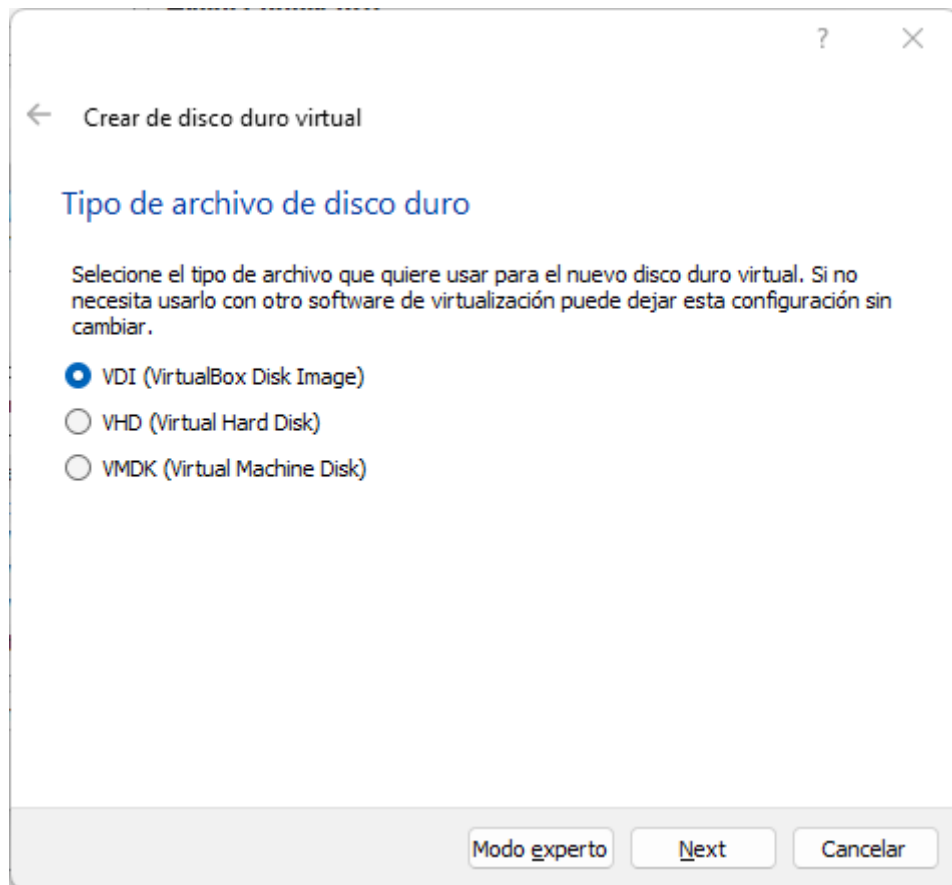 ?
Crear de disco duro virtual
Tipo de archivo de disco duro
Selecione el tipo de archivo que quiere usar para el nuevo disco duro virtual. Si no
necesita usarlo con otro software de virtualización puede dejar esta configuración sin
cambiar.
VDI (VirtualBox Disk Image)
VHD (Virtual Hard Disk)
VMDK (Virtual Machine Disk)
Modo experto Next Cancelar